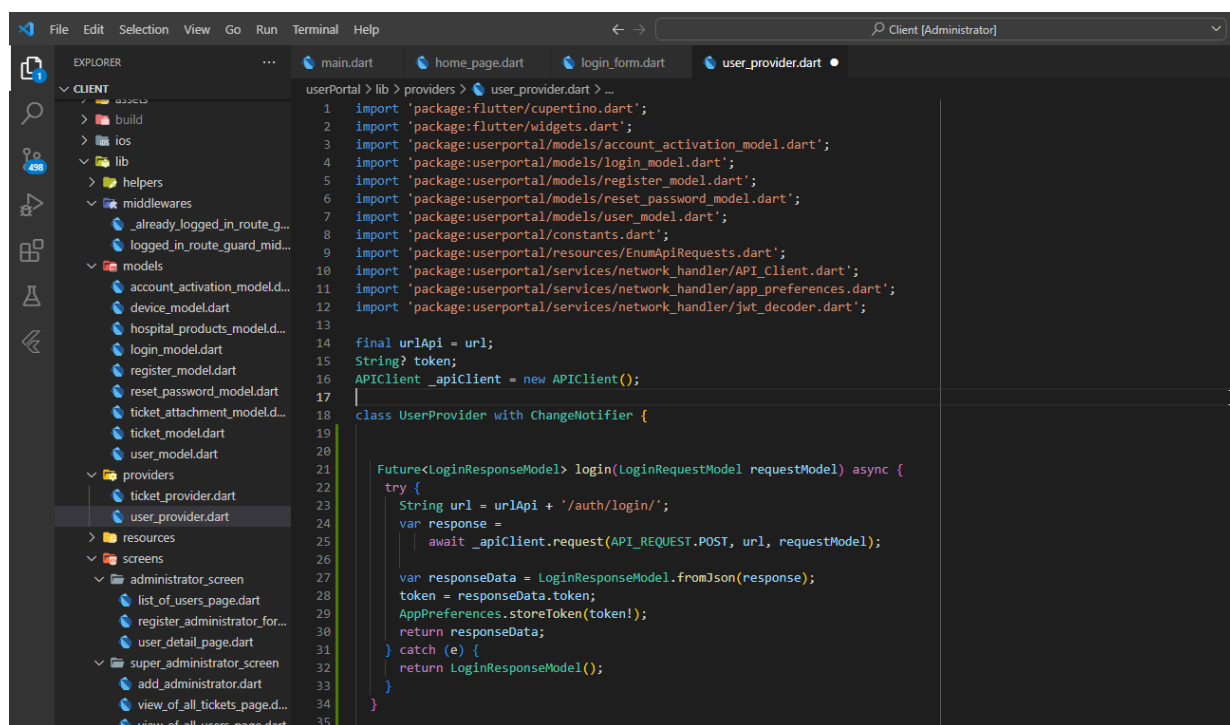 File Edit Selection View Go Run Terminal Help
Client [Administrator]
EXPLORER
CLIENT
assets
build
ios
lib
helpers
middlewares
_already_logged_in_route_g...
logged_in_route_guard_mid...
models
account_activation_model.d...
device_model.dart
hospital_products_model.d...
login_model.dart
register_model.dart
reset_password_model.dart
ticket_attachment_model.d...
ticket_model.dart
user_model.dart
providers
ticket_provider.dart
user_provider.dart
resources
screens
administrator_screen
list_of_users_page.dart
register_administrator_for...
user_detail_page.dart
super_administrator_screen
add_administrator.dart
view_of_all_tickets_page.d...
view_of_all_users_page.dart
1
498
main.dart home_page.dart login_form.dart user_provider.dart
userPortal > lib > providers > user_provider.dart > ...
1 import 'package:flutter/cupertino.dart';
2 import 'package:flutter/widgets.dart';
3 import 'package:userportal/models/account_activation_model.dart';
4 import 'package:userportal/models/login_model.dart';
5 import 'package:userportal/models/register_model.dart';
6 import 'package:userportal/models/reset_password_model.dart';
7 import 'package:userportal/models/user_model.dart';
8 import 'package:userportal/constants.dart';
9 import 'package:userportal/resources/EnumApiRequests.dart';
10 import 'package:userportal/services/network_handler/API_Client.dart';
11 import 'package:userportal/services/network_handler/app_preferences.dart';
12 import 'package:userportal/services/network_handler/jwt_decoder.dart';
13
14 final urlApi = url;
15 String? token;
16 APIClient _apiClient = new APIClient();
17
18 class UserProvider with ChangeNotifier {
19
20
21 Future<LoginResponseModel> login(LoginRequestModel requestModel) async {
22 try {
23 String url = urlApi + '/auth/login/';
24 var response =
25 await _apiClient.request(API_REQUEST.POST, url, requestModel);
26
27 var responseData = LoginResponseModel.fromJson(response);
28 token = responseData.token;
29 AppPreferences.storeToken(token!);
30 return responseData;
31 } catch (e) {
32 return LoginResponseModel();
33 }
34 }
35